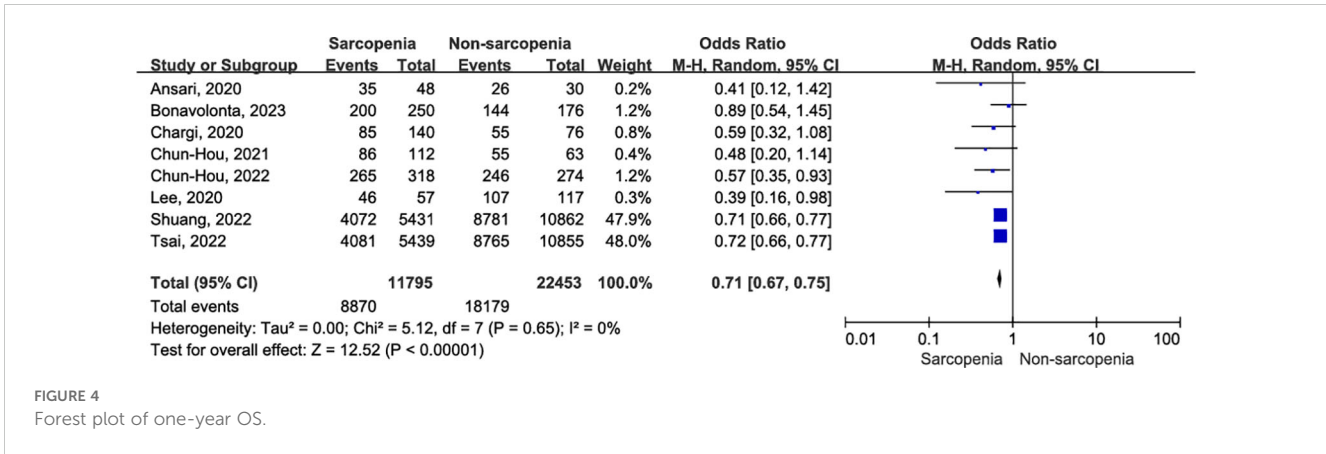 Sarcopenia Non-sarcopenia Odds Ratio Odds Ratio
Study or Subgroup Events Total Events Total Weight M-H, Random, 95% CI M-H, Random, 95% CI
Ansari, 2020 35 48 26 30 0.2% 0.41 [0.12, 1.42]
Bonavolonta, 2023 200 250 144 176 1.2% 0.89 [0.54, 1.45]
Chargi, 2020 85 140 55 76 0.8% 0.59 [0.32, 1.08]
Chun-Hou, 2021 86 112 55 63 0.4% 0.48 [0.20, 1.14]
Chun-Hou, 2022 265 318 246 274 1.2% 0.57 [0.35, 0.93]
Lee, 2020 46 57 107 117 0.3% 0.39 [0.16, 0.98]
Shuang, 2022 4072 5431 8781 10862 47.9% 0.71 [0.66, 0.77]
Tsai, 2022 4081 5439 8765 10855 48.0% 0.72 [0.66, 0.77]
Total (95% CI) 11795 22453 100.0% 0.71 [0.67, 0.75]
Total events 8870 18179
Heterogeneity: Tau² = 0.00; Chi² = 5.12, df = 7 (P = 0.65); I² = 0%
Test for overall effect: Z = 12.52 (P < 0.00001)
0.01 0.1 1 10 100
Sarcopenia Non-sarcopenia
FIGURE 4
Forest plot of one-year OS.